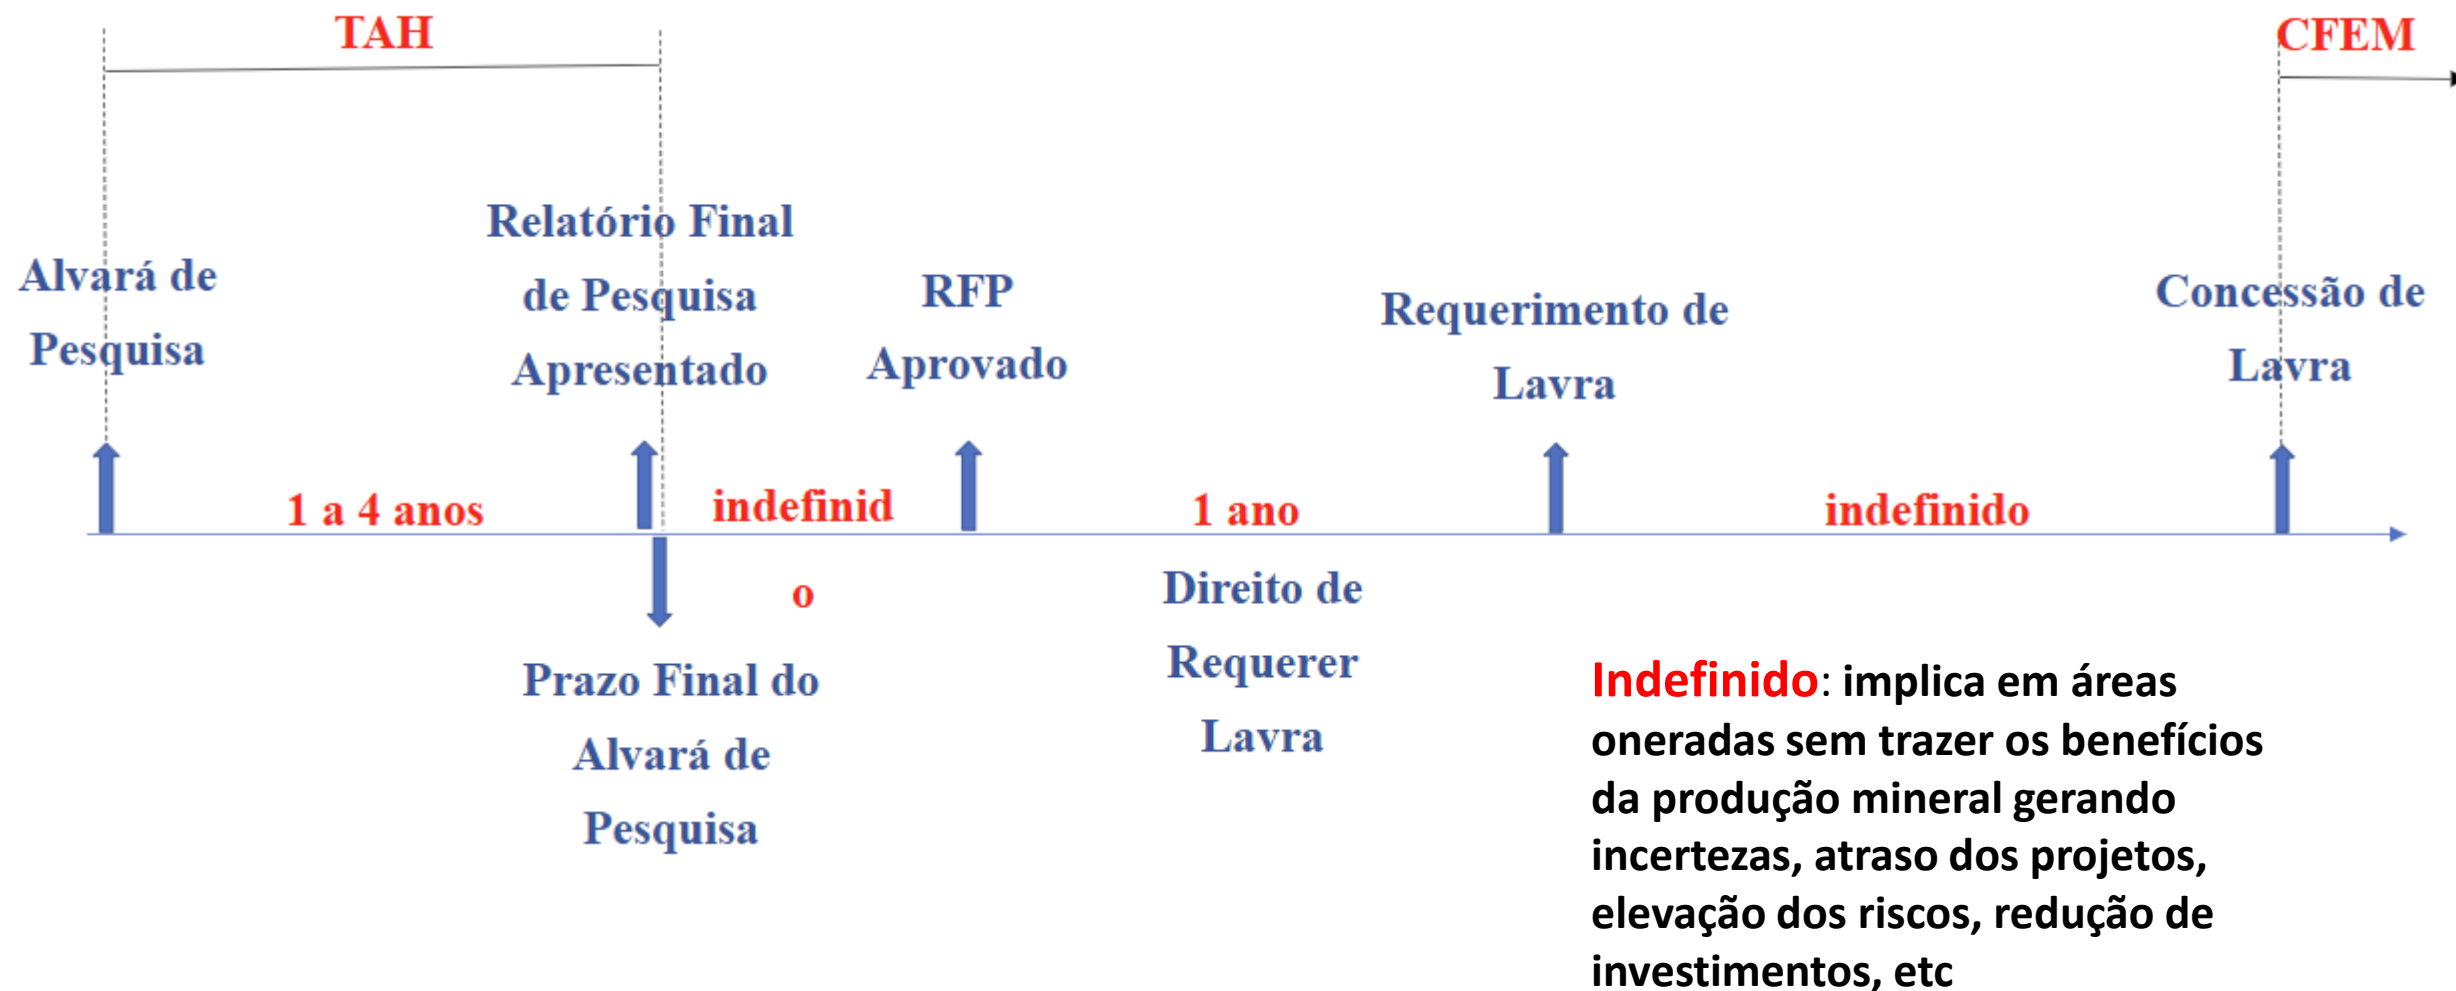 TAH
CFEM
Alvará de
Pesquisa
Relatório Final
de Pesquisa
Apresentado
RFP
Aprovado
Requerimento de
Lavra
Concessão de
Lavra
1 a 4 anos
indefinid
o
1 ano
indefinido
Prazo Final do
Alvará de
Pesquisa
Direito de
Requerer
Lavra
Indefinido: implica em áreas
oneradas sem trazer os benefícios
da produção mineral gerando
incertezas, atraso dos projetos,
elevação dos riscos, redução de
investimentos, etc